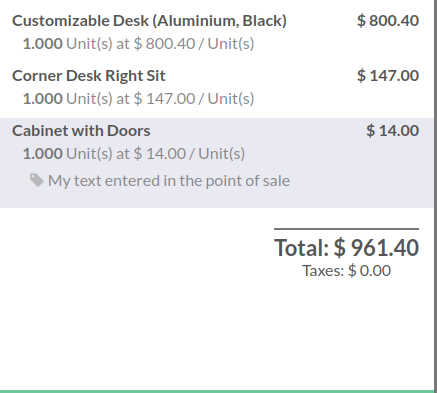 Customizable Desk (Aluminium, Black) $ 800.40
1.000 Unit(s) at $ 800.40 / Unit(s)
Corner Desk Right Sit $ 147.00
1.000 Unit(s) at $ 147.00 / Unit(s)
Cabinet with Doors $ 14.00
1.000 Unit(s) at $ 14.00 / Unit(s)
My text entered in the point of sale
Total: $ 961.40
Taxes: $ 0.00